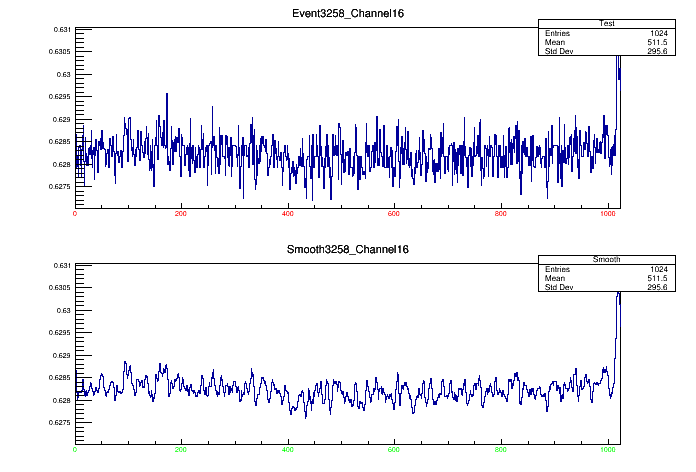 Event3258_Channel16
Test
Entries 1024
Mean 511.5
Std Dev 295.6
0.631
0.6305
0.63
0.6295
0.629
0.6285
0.628
0.6275
0 200 400 600 800 1000
Smooth3258_Channel16
Smooth
Entries 1024
Mean 511.5
Std Dev 295.6
0.631
0.6305
0.63
0.6295
0.629
0.6285
0.628
0.6275
0 200 400 600 800 1000